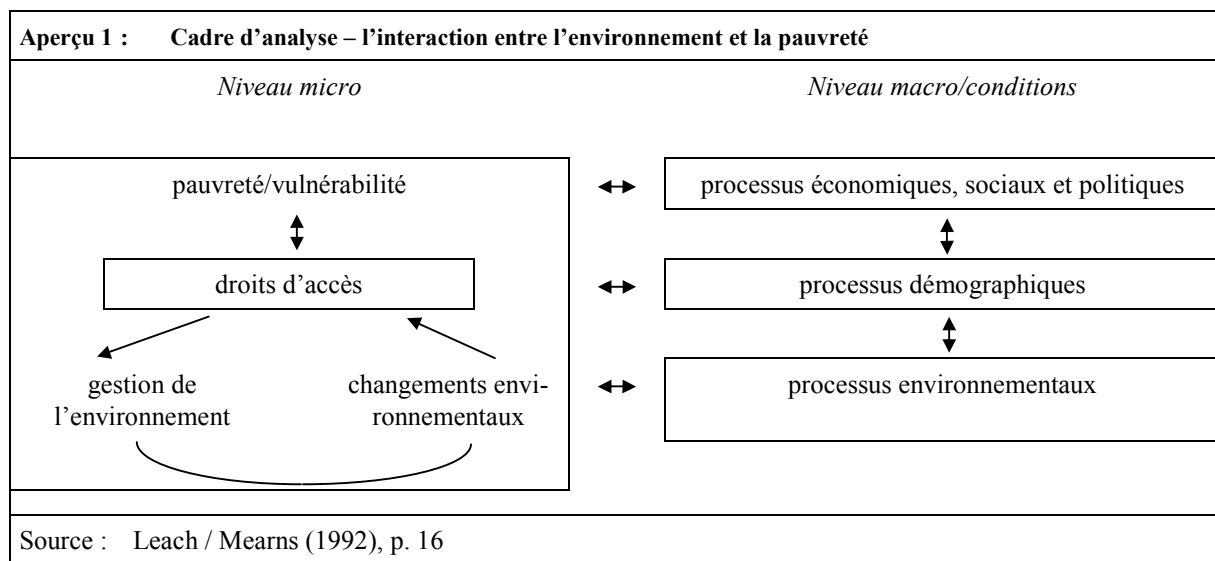 Aperçu 1 : Cadre d’analyse – l’interaction entre l’environnement et la pauvreté
Niveau micro
Niveau macro/conditions
pauvreté/vulnérabilité
processus économiques, sociaux et politiques
droits d’accès
processus démographiques
gestion de
l’environnement
changements envi-
ronnementaux
processus environnementaux
Source : Leach / Mearns (1992), p. 16